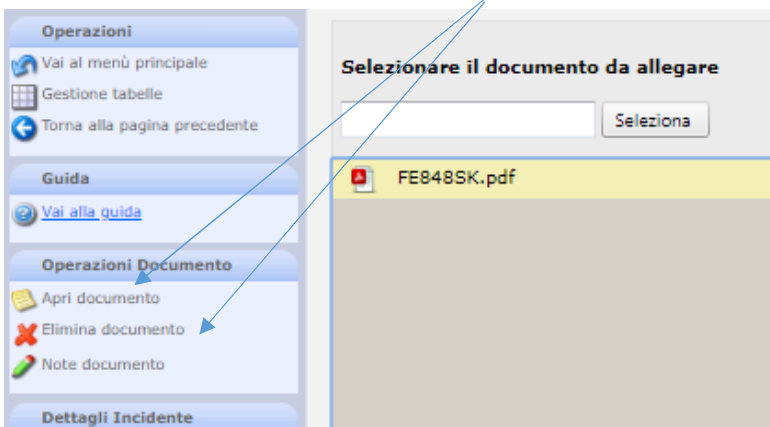 Operazioni
Vai al menù principale
Gestione tabelle
Torna alla pagina precedente
Guida
Vai alla guida
Operazioni Documento
Apri documento
Elimina documento
Note documento
Dettagli Incidente
Selezionare il documento da allegare
Seleziona
FE848SK.pdf